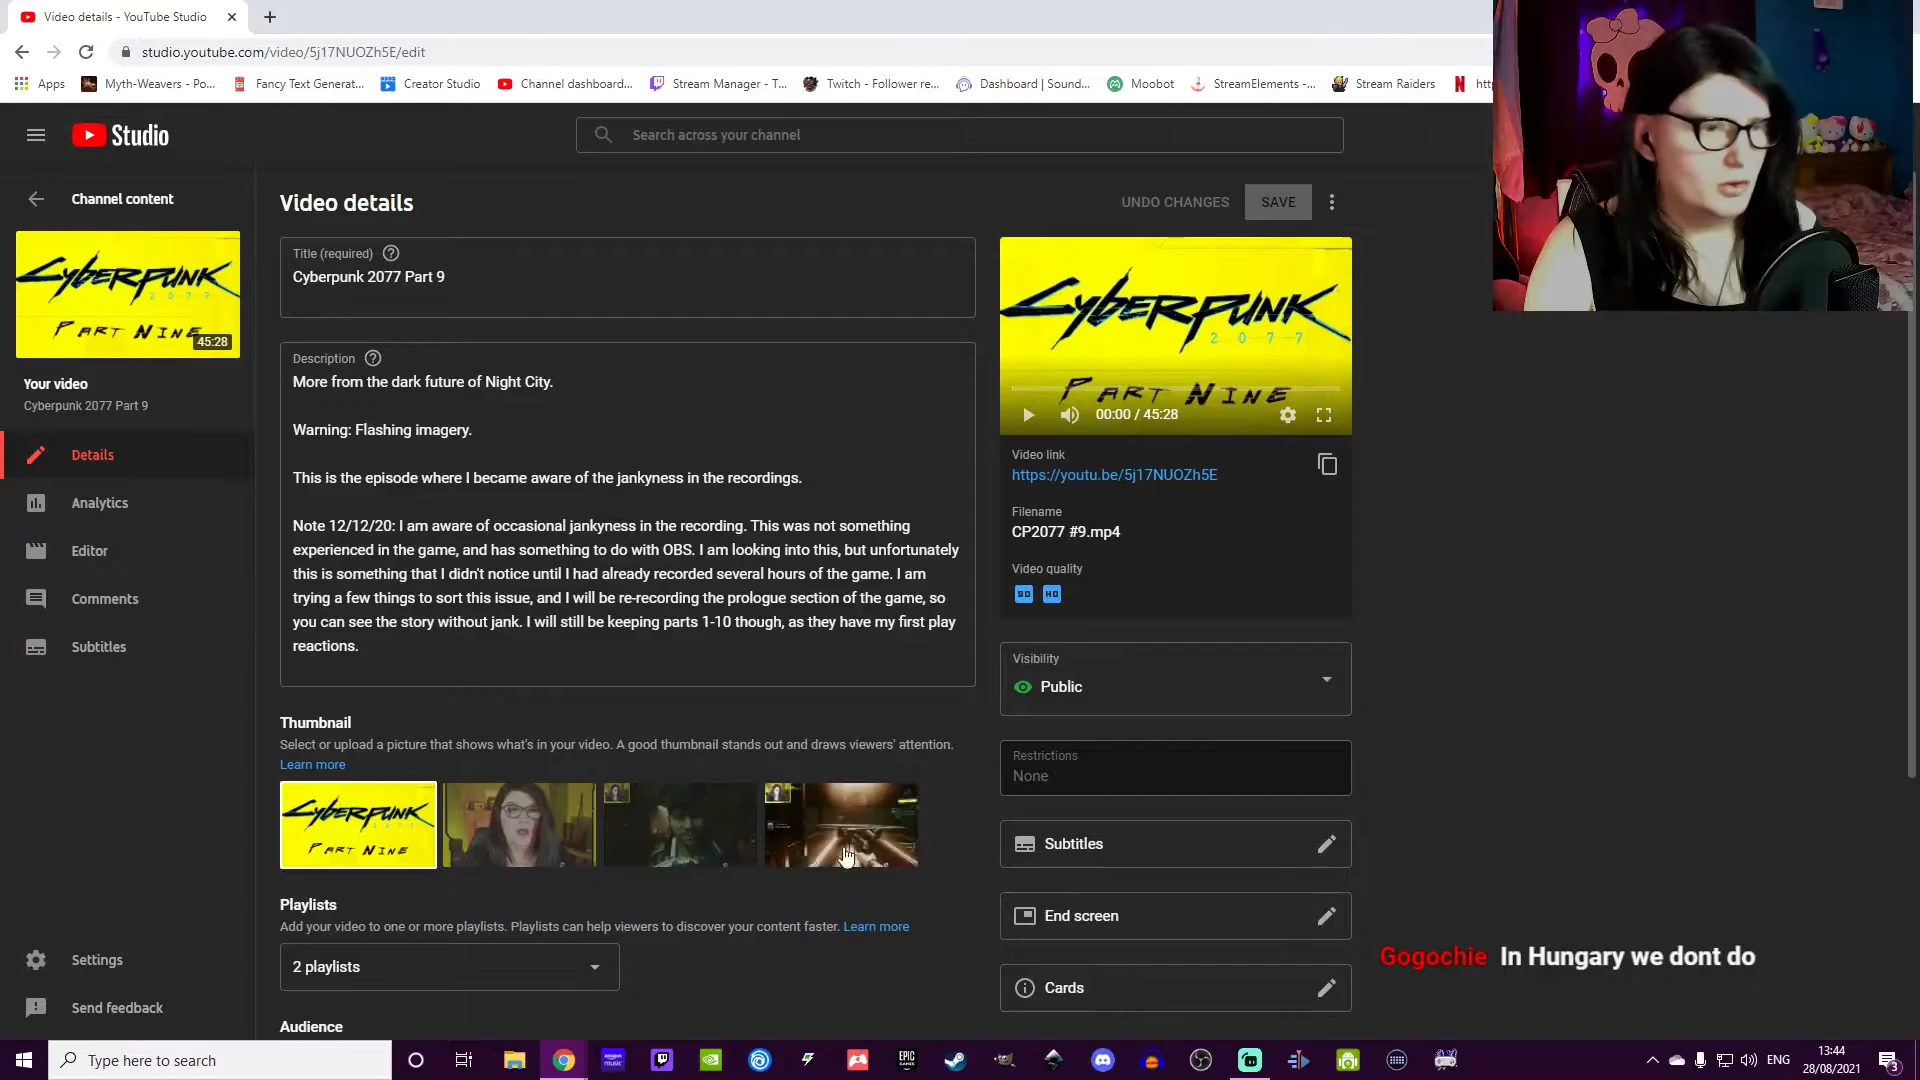 Video details - YouTube Studio
studio.youtube.com/video/5j17NUOZh5E/edit
Apps
Myth-Weavers - Po...
Fancy Text Generat...
Creator Studio
Channel dashboard...
Stream Manager - T...
Twitch - Follower re...
Dashboard | Sound...
Moobot
StreamElements -...
Stream Raiders
Studio
Search across your channel
Channel content
CYBERPUNK
2077
PART NINE
45:28
Your video
Cyberpunk 2077 Part 9
Details
Analytics
Editor
Comments
Subtitles
Settings
Send feedback
Video details
UNDO CHANGES
SAVE
Title (required)
Cyberpunk 2077 Part 9
Description
More from the dark future of Night City.
Warning: Flashing imagery.
This is the episode where I became aware of the jankyness in the recordings.
Note 12/12/20: I am aware of occasional jankyness in the recording. This was not something
experienced in the game, and has something to do with OBS. I am looking into this, but unfortunately
this is something that I didn't notice until I had already recorded several hours of the game. I am
trying a few things to sort this issue, and I will be re-recording the prologue section of the game, so
you can see the story without jank. I will still be keeping parts 1-10 though, as they have my first play
reactions.
Thumbnail
Select or upload a picture that shows what's in your video. A good thumbnail stands out and draws viewers' attention.
Learn more
CYBERPUNK
PART NINE
Playlists
Add your video to one or more playlists. Playlists can help viewers to discover your content faster. Learn more
2 playlists
Audience
CYBERPUNK
2077
PART NINE
00:00 / 45:28
Video link
https://youtu.be/5j17NUOZh5E
Filename
CP2077 #9.mp4
Video quality
SD HD
Visibility
Public
Restrictions
None
Subtitles
End screen
Cards
Gogochie In Hungary we dont do
Type here to search
ENG
13:44
28/08/2021
3